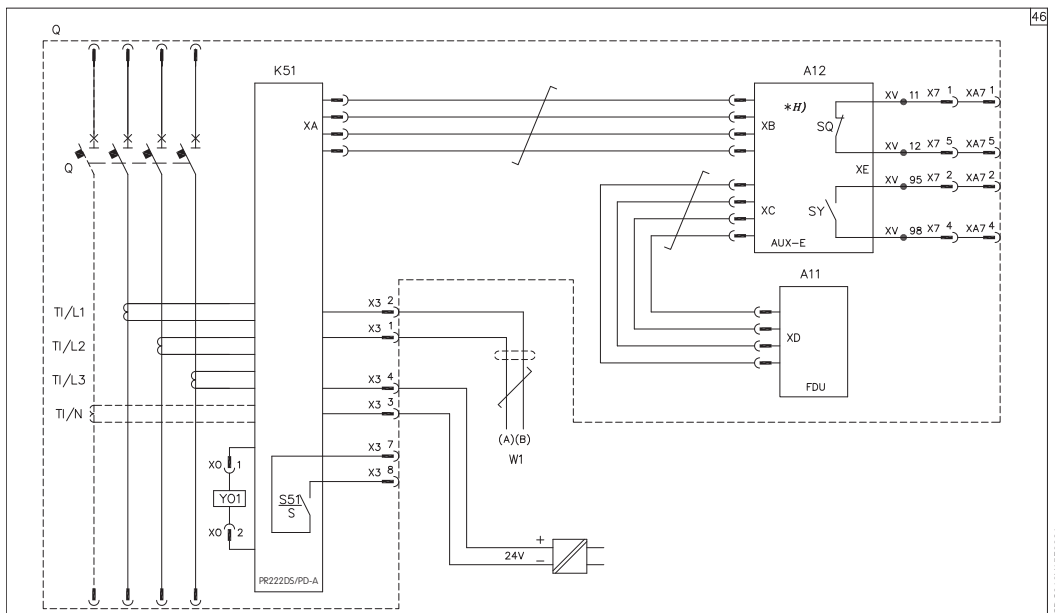 46
Q
K51
A12
XA
*H)
XB
SQ
XE
XC
SY
AUX-E
XV 11 X7 1 XA7 1
XV 12 X7 5 XA7 5
XV 95 X7 2 XA7 2
XV 98 X7 4 XA7 4
Q
A11
XD
FDU
TI/L1
TI/L2
TI/L3
TI/N
X3 2
X3 1
X3 4
X3 3
X3 7
X3 8
(A)(B)
W1
X0 1
Y01
X0 2
S51
S
PR222DS/PD-A
24V
+
−